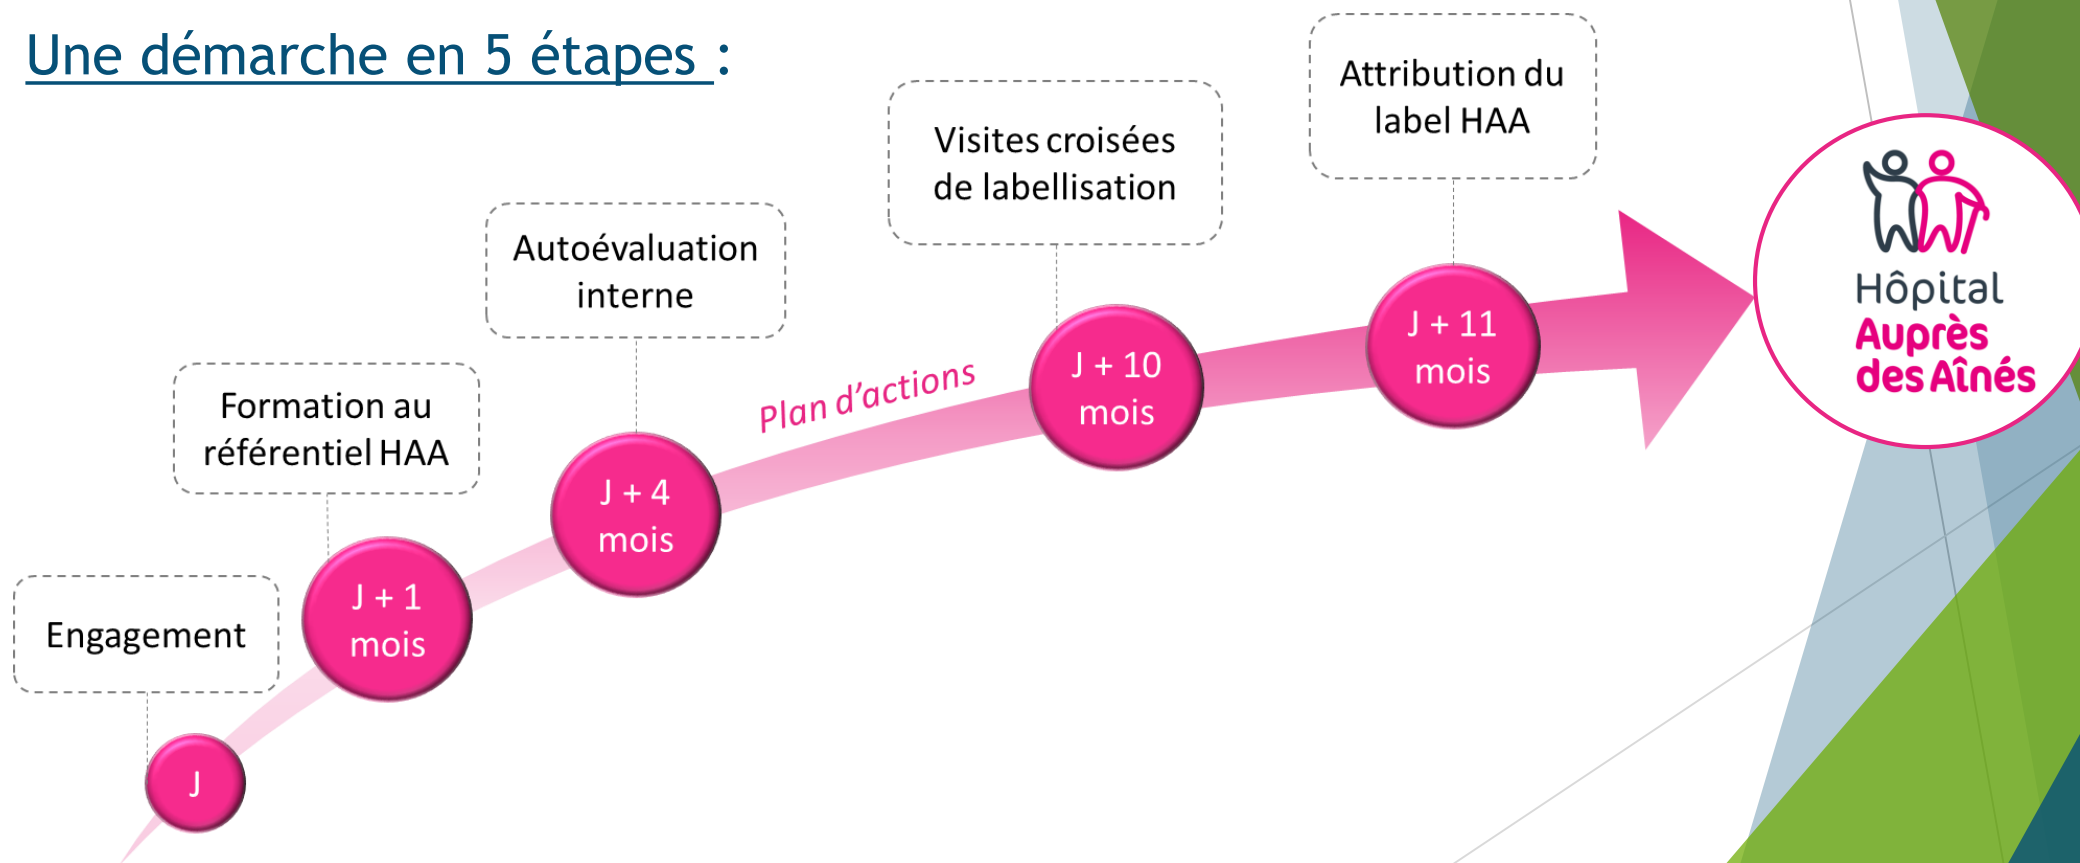 Une démarche en 5 étapes :
Engagement
J
Formation au
référentiel HAA
J + 1
mois
Autoévaluation
interne
J + 4
mois
Plan d'actions
Visites croisées
de labellisation
J + 10
mois
Attribution du
label HAA
J + 11
mois
Hôpital
Auprès
des Aînés